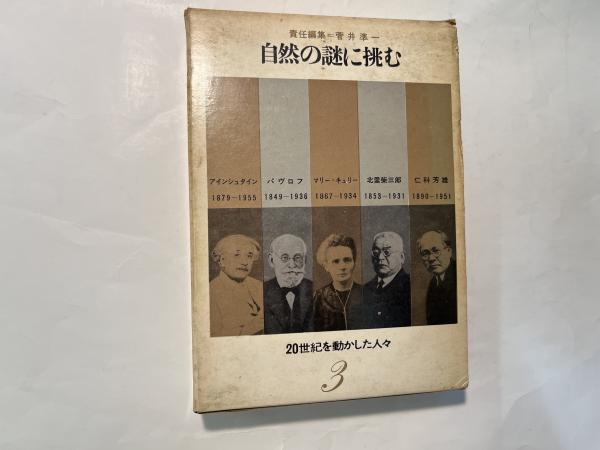 責任編集=菅井準一
自然の謎に挑む
アインシュタイン パヴロフ マリー・キュリー 北里柴三郎 仁科芳雄
1879−1955 1849−1936 1867−1934 1853−1931 1890−1951
20世紀を動かした人々
3